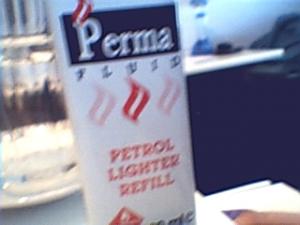 Perma
FLUID
PETROL
LIGHTER
REFILL